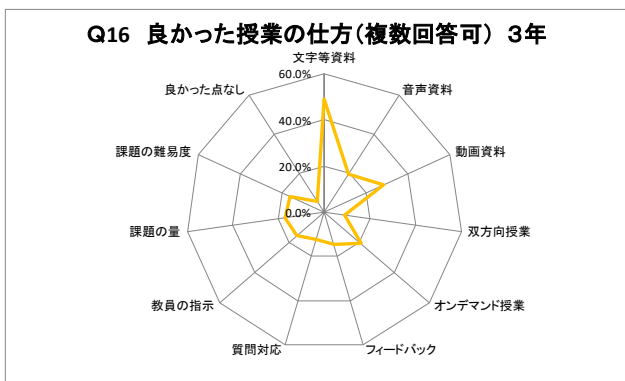 Q16 良かった授業の仕方(複数回答可) 3年
文字等資料
60.0%
良かった点なし
音声資料
40.0%
課題の難易度
動画資料
20.0%
0.0%
課題の量
双方向授業
教員の指示
オンデマンド授業
質問対応
フィードバック